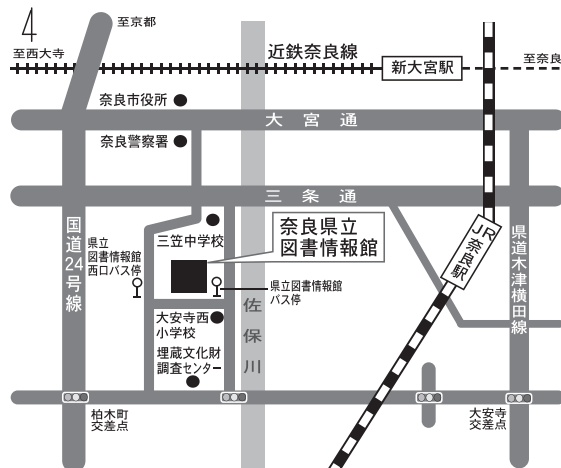 至京都
至西大寺
近鉄奈良線
新大宮駅
至奈良
奈良市役所
大宮通
奈良警察署
三条通
国道24号線
県立
図書情報館
西口バス停
三笠中学校
奈良県立
図書情報館
JR奈良駅
県道木津横田線
県立図書情報館
バス停
大安寺西
小学校
佐保川
埋蔵文化財
調査センター
柏木町
交差点
大安寺
交差点